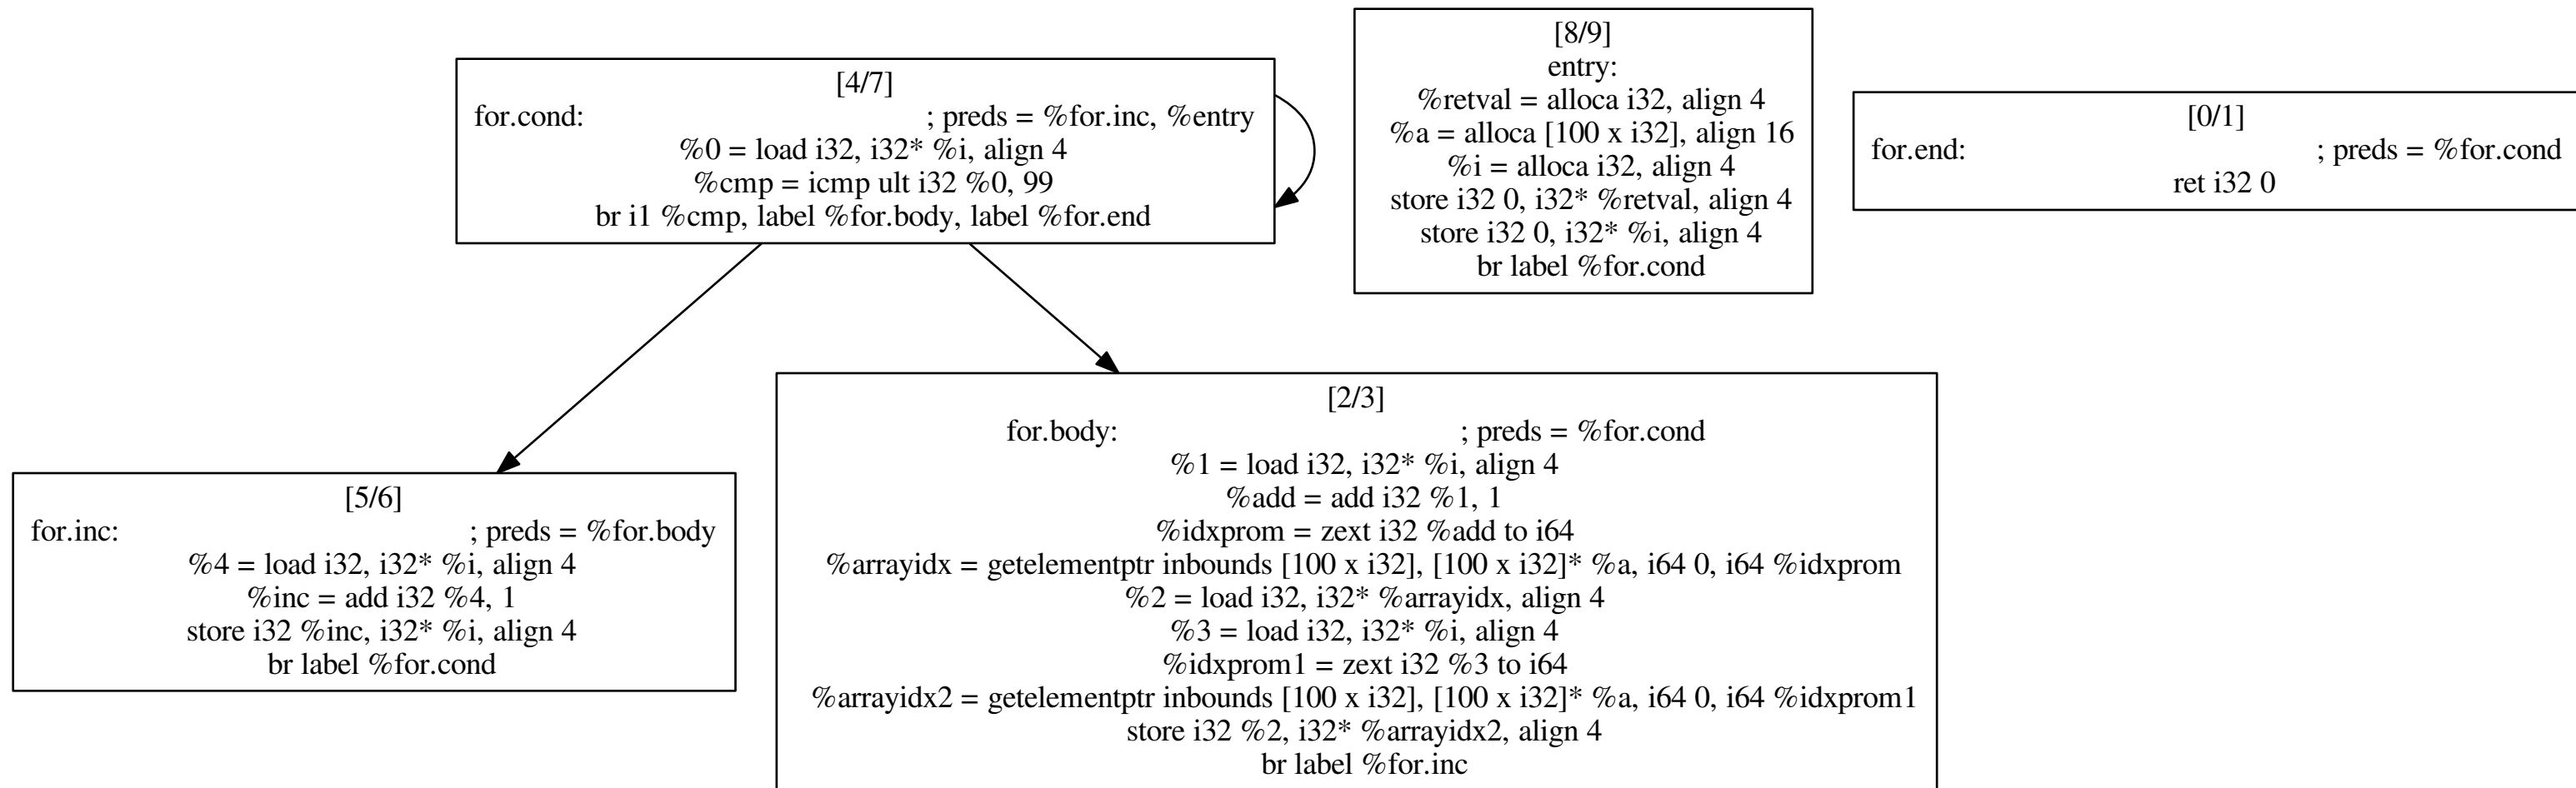 [4/7]
for.cond: ; preds = %for.inc, %entry
%0 = load i32, i32* %i, align 4
%cmp = icmp ult i32 %0, 99
br i1 %cmp, label %for.body, label %for.end
[8/9]
entry:
%retval = alloca i32, align 4
%a = alloca [100 x i32], align 16
%i = alloca i32, align 4
store i32 0, i32* %retval, align 4
store i32 0, i32* %i, align 4
br label %for.cond
[0/1]
for.end: ; preds = %for.cond
ret i32 0
[5/6]
for.inc: ; preds = %for.body
%4 = load i32, i32* %i, align 4
%inc = add i32 %4, 1
store i32 %inc, i32* %i, align 4
br label %for.cond
[2/3]
for.body: ; preds = %for.cond
%1 = load i32, i32* %i, align 4
%add = add i32 %1, 1
%idxprom = zext i32 %add to i64
%arrayidx = getelementptr inbounds [100 x i32], [100 x i32]* %a, i64 0, i64 %idxprom
%2 = load i32, i32* %arrayidx, align 4
%3 = load i32, i32* %i, align 4
%idxprom1 = zext i32 %3 to i64
%arrayidx2 = getelementptr inbounds [100 x i32], [100 x i32]* %a, i64 0, i64 %idxprom1
store i32 %2, i32* %arrayidx2, align 4
br label %for.inc